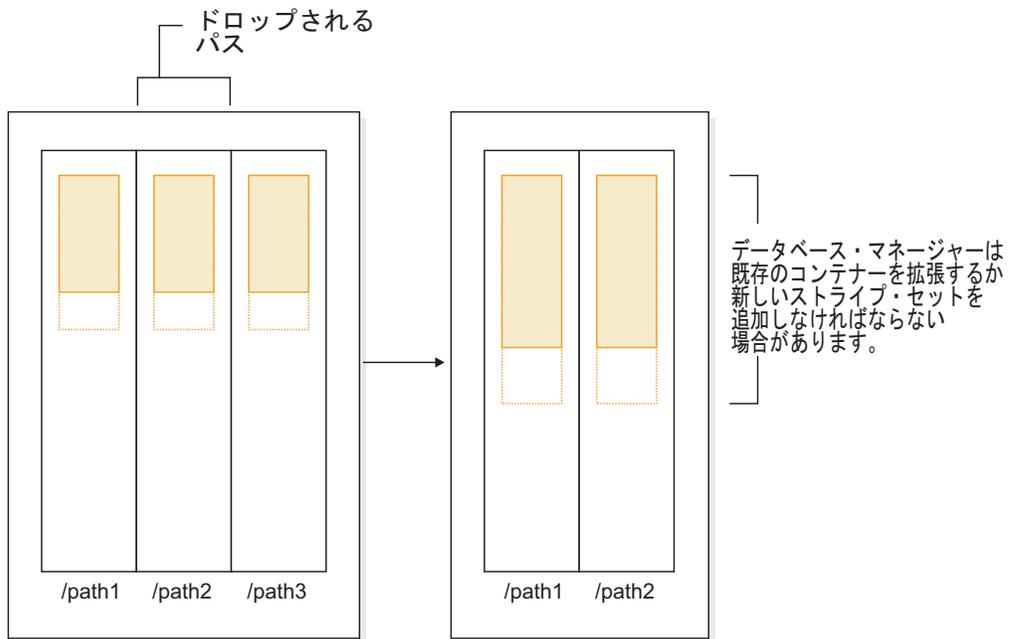 ドロップされる
パス
/path1
/path2
/path3
/path1
/path2
データベース・マネージャーは
既存のコンテナーを拡張するか
新しいストライプ・セットを
追加しなければならない
場合があります。